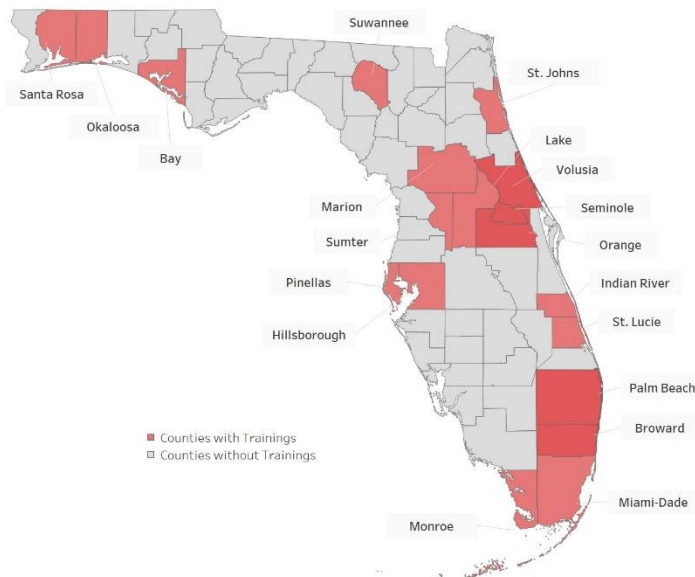 Suwannee
St. Johns
Santa Rosa
Okaloosa
Bay
Lake
Volusia
Marion
Seminole
Sumter
Orange
Pinellas
Indian River
Hillsborough
St. Lucie
Palm Beach
Broward
Counties with Trainings
Counties without Trainings
Miami-Dade
Monroe